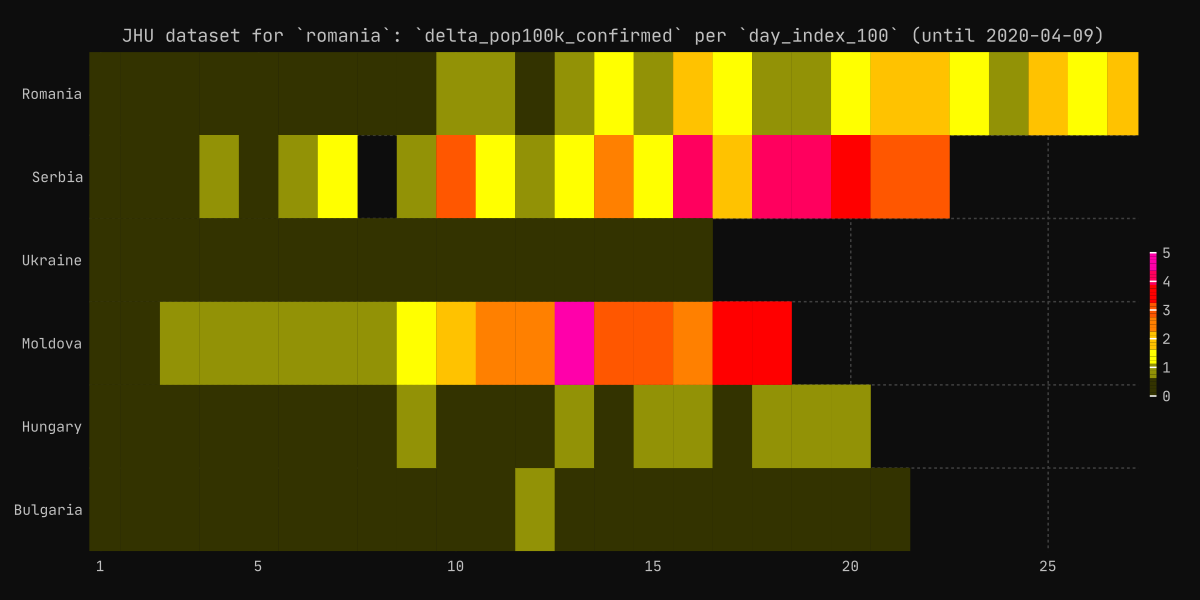 JHU dataset for `romania`: `delta_pop100k_confirmed` per `day_index_100` (until 2020-04-09)
Romania
Serbia
Ukraine
Moldova
Hungary
Bulgaria
1 5 10 15 20 25
5
4
3
2
1
0